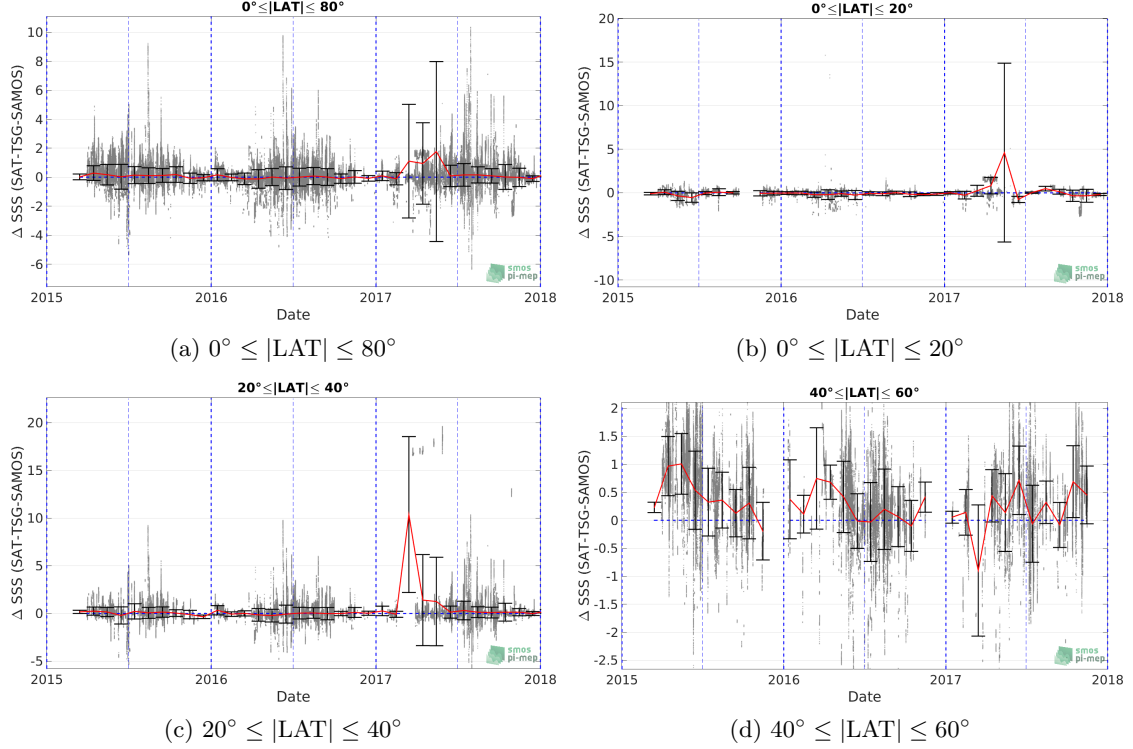 0°≤|LAT|≤ 80°
Δ SSS (SAT-TSG-SAMOS)
10
8
6
4
2
0
-2
-4
-6
2015
2016
2017
2018
Date
smos
pi-mep
(a) 0° ≤ |LAT| ≤ 80°
0°≤|LAT|≤ 20°
Δ SSS (SAT-TSG-SAMOS)
20
15
10
5
0
-5
-10
2015
2016
2017
2018
Date
smos
pi-mep
(b) 0° ≤ |LAT| ≤ 20°
20°≤|LAT|≤ 40°
Δ SSS (SAT-TSG-SAMOS)
20
15
10
5
0
-5
2015
2016
2017
2018
Date
smos
pi-mep
(c) 20° ≤ |LAT| ≤ 40°
40°≤|LAT|≤ 60°
Δ SSS (SAT-TSG-SAMOS)
2
1.5
1
0.5
0
-0.5
-1
-1.5
-2
-2.5
2015
2016
2017
2018
Date
smos
pi-mep
(d) 40° ≤ |LAT| ≤ 60°